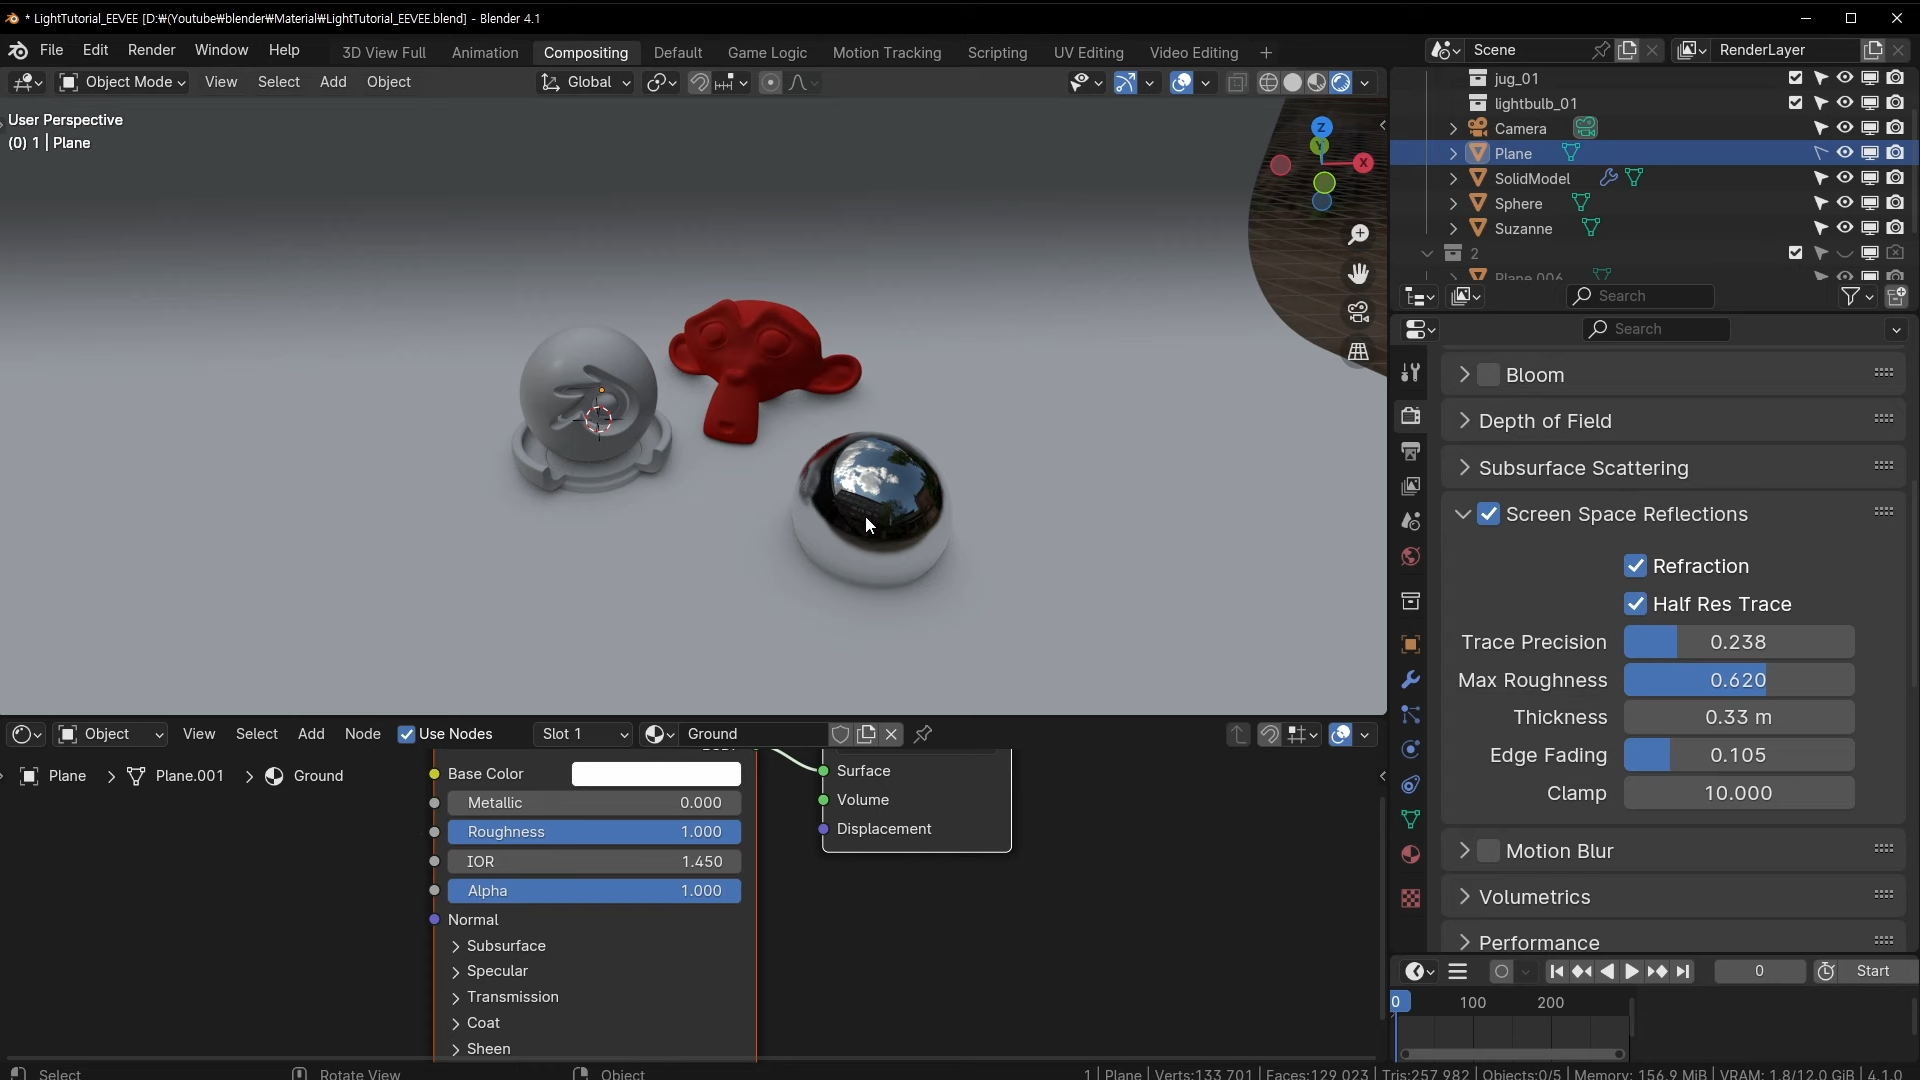 * LightTutorial_EEVEE [D:₩(Youtube₩blender₩Material₩LightTutorial_EEVEE.blend] - Blender 4.1
File Edit Render Window Help 3D View Full Animation Compositing Default Game Logic Motion Tracking Scripting UV Editing Video Editing + Scene RenderLayer
Object Mode View Select Add Object Global
User Perspective
(0) 1 | Plane
Z
Y
X
jug_01
lightbulb_01
Camera
Plane
SolidModel
Sphere
Suzanne
2
Plane.006
Search
Search
Bloom
Depth of Field
Subsurface Scattering
Screen Space Reflections
Refraction
Half Res Trace
Trace Precision 0.238
Max Roughness 0.620
Thickness 0.33 m
Edge Fading 0.105
Clamp 10.000
Motion Blur
Volumetrics
Performance
Object View Select Add Node Use Nodes Slot 1 Ground
Plane > Plane.001 > Ground
Base Color
Metallic 0.000
Roughness 1.000
IOR 1.450
Alpha 1.000
Normal
Subsurface
Specular
Transmission
Coat
Sheen
Surface
Volume
Displacement
0 Start
0 100 200
Select Rotate View Object 1 | Plane | Verts:133,701 | Faces:129,023 | Tris:257,982 | Objects:0/5 | Memory: 156.9 MiB | VRAM: 1.8/12.0 GiB | 4.1.0